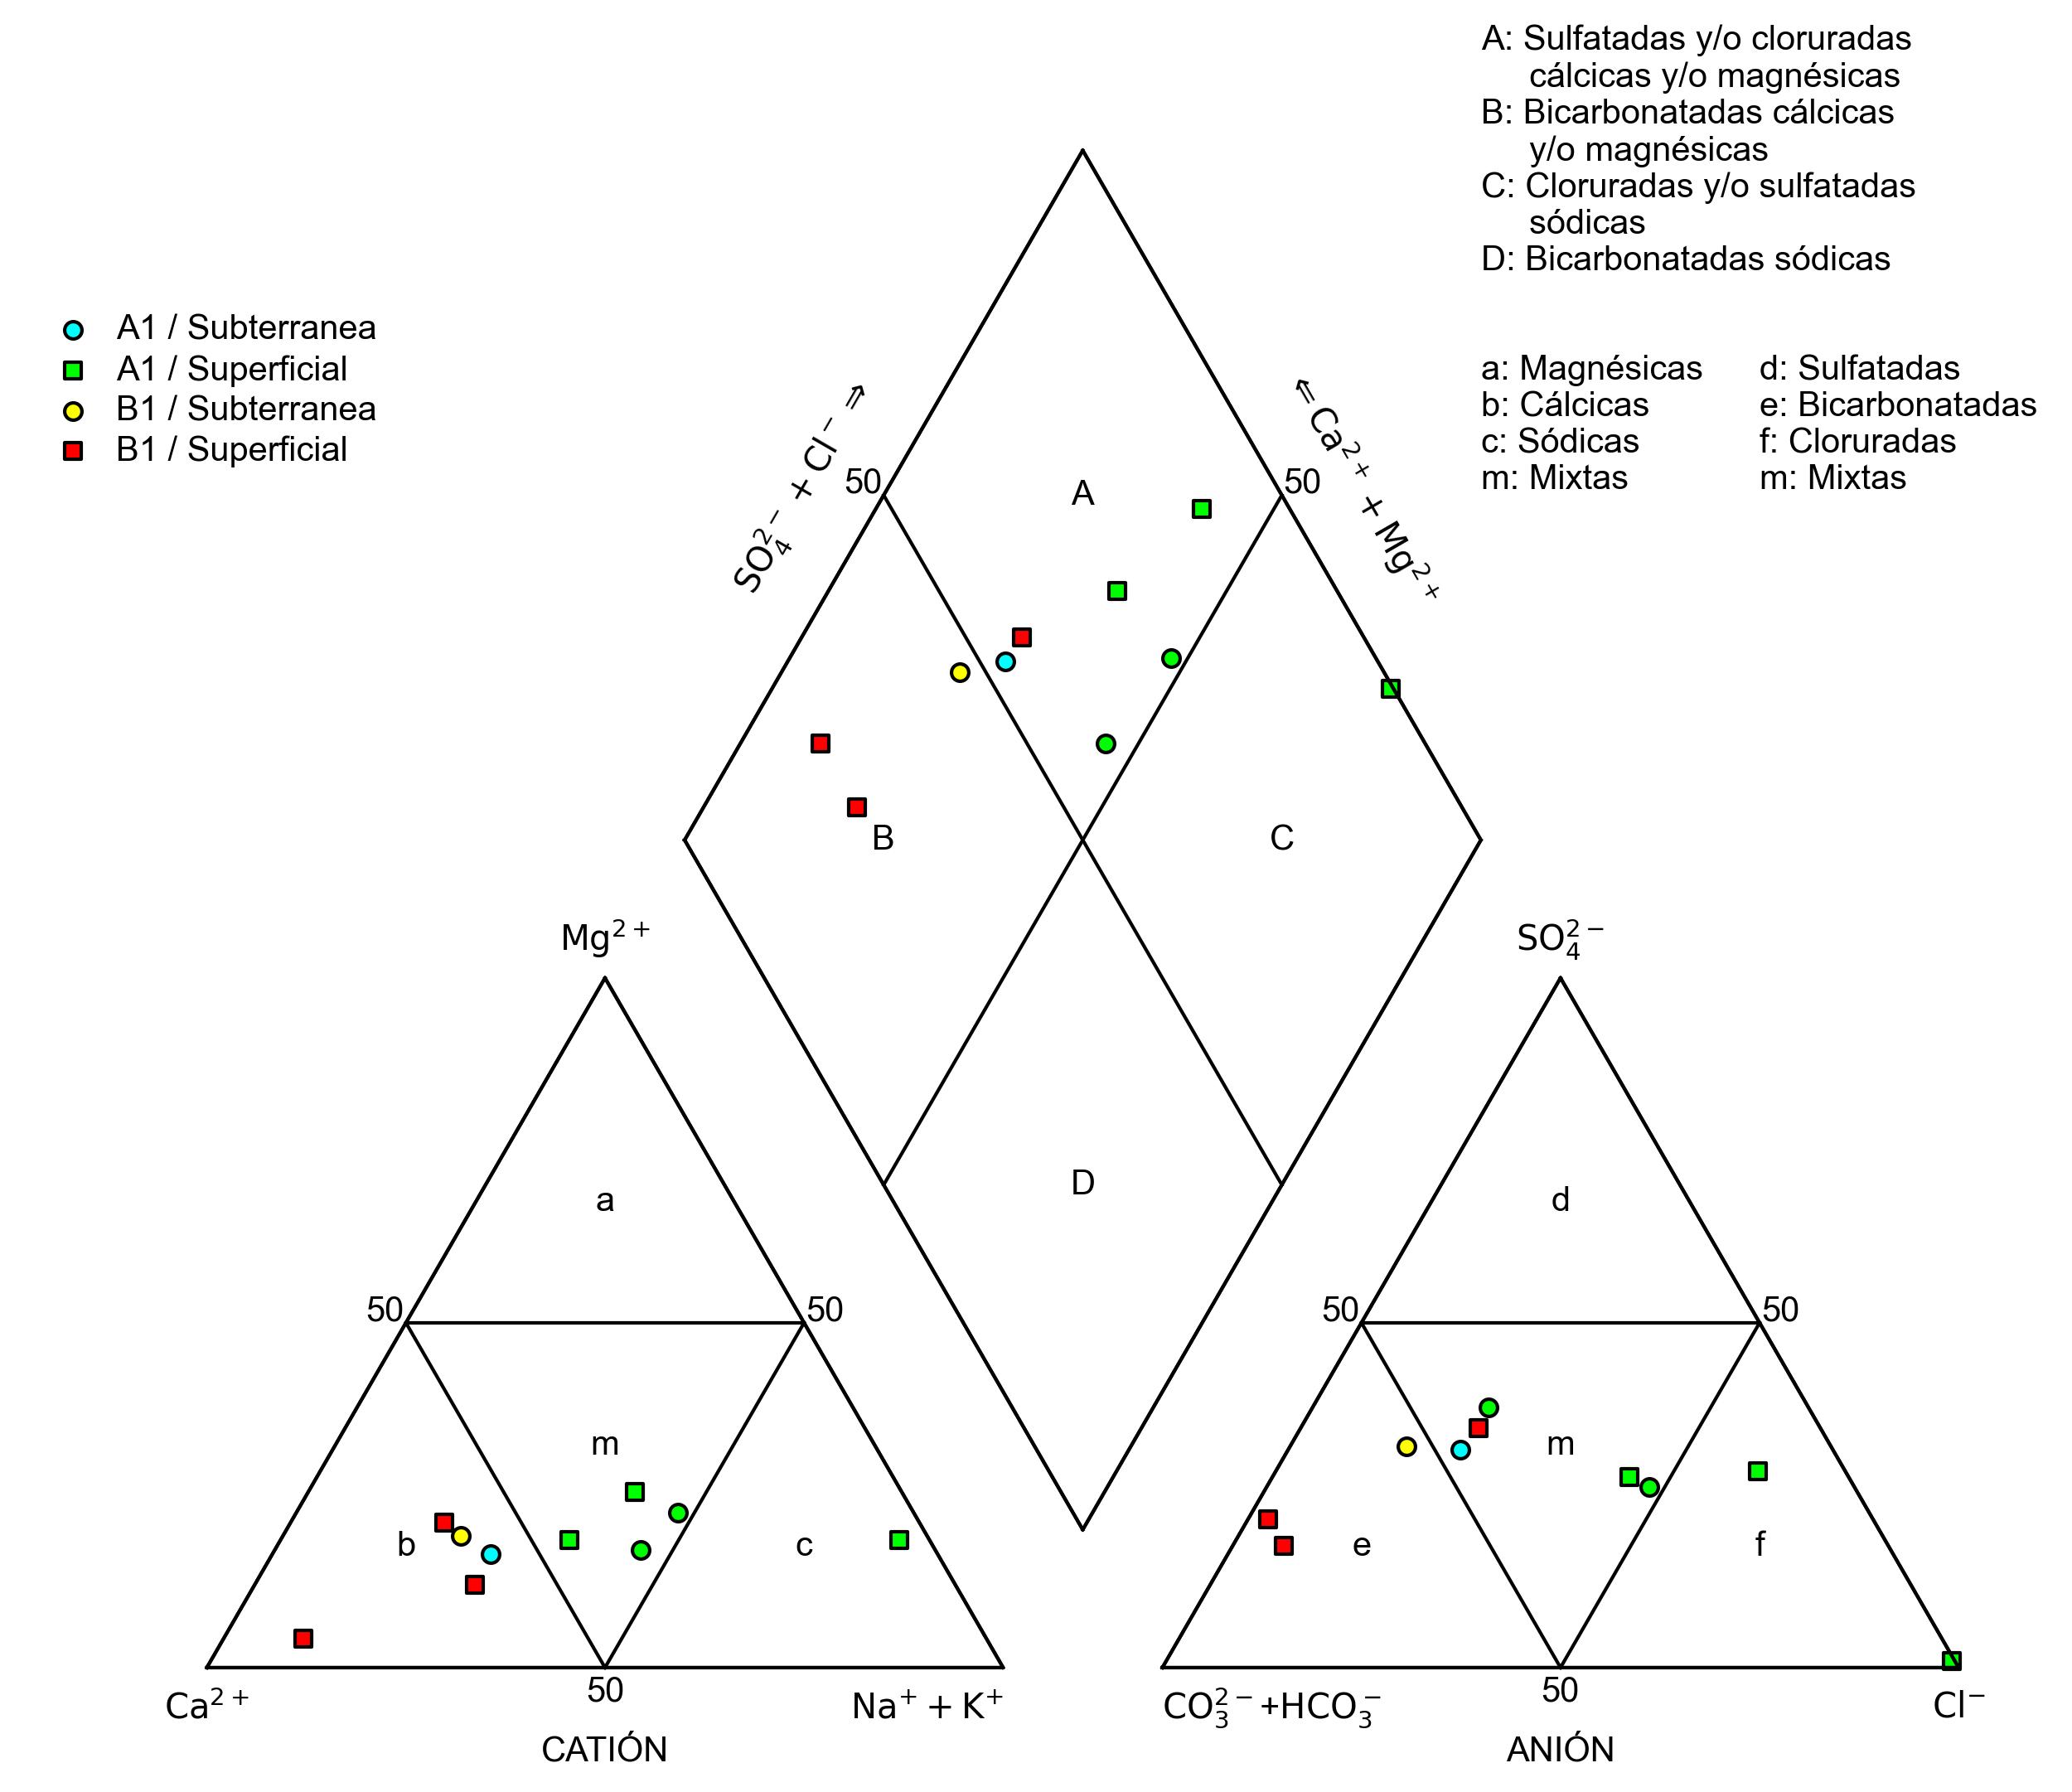 A: Sulfatadas y/o cloruradas
cálcicas y/o magnésicas
B: Bicarbonatadas cálcicas
y/o magnésicas
C: Cloruradas y/o sulfatadas
sódicas
D: Bicarbonatadas sódicas
A1 / Subterranea
A1 / Superficial
B1 / Subterranea
B1 / Superficial
a: Magnésicas
b: Cálcicas
c: Sódicas
m: Mixtas
d: Sulfatadas
e: Bicarbonatadas
f: Cloruradas
m: Mixtas
SO₄²⁻ + Cl⁻ ⇒
⇐ Ca²⁺ + Mg²⁺
50
50
A
B
C
D
Mg²⁺
a
50
50
m
b
c
Ca²⁺
50
Na⁺ + K⁺
CATIÓN
SO₄²⁻
d
50
50
m
e
f
CO₃²⁻+HCO₃⁻
50
Cl⁻
ANIÓN